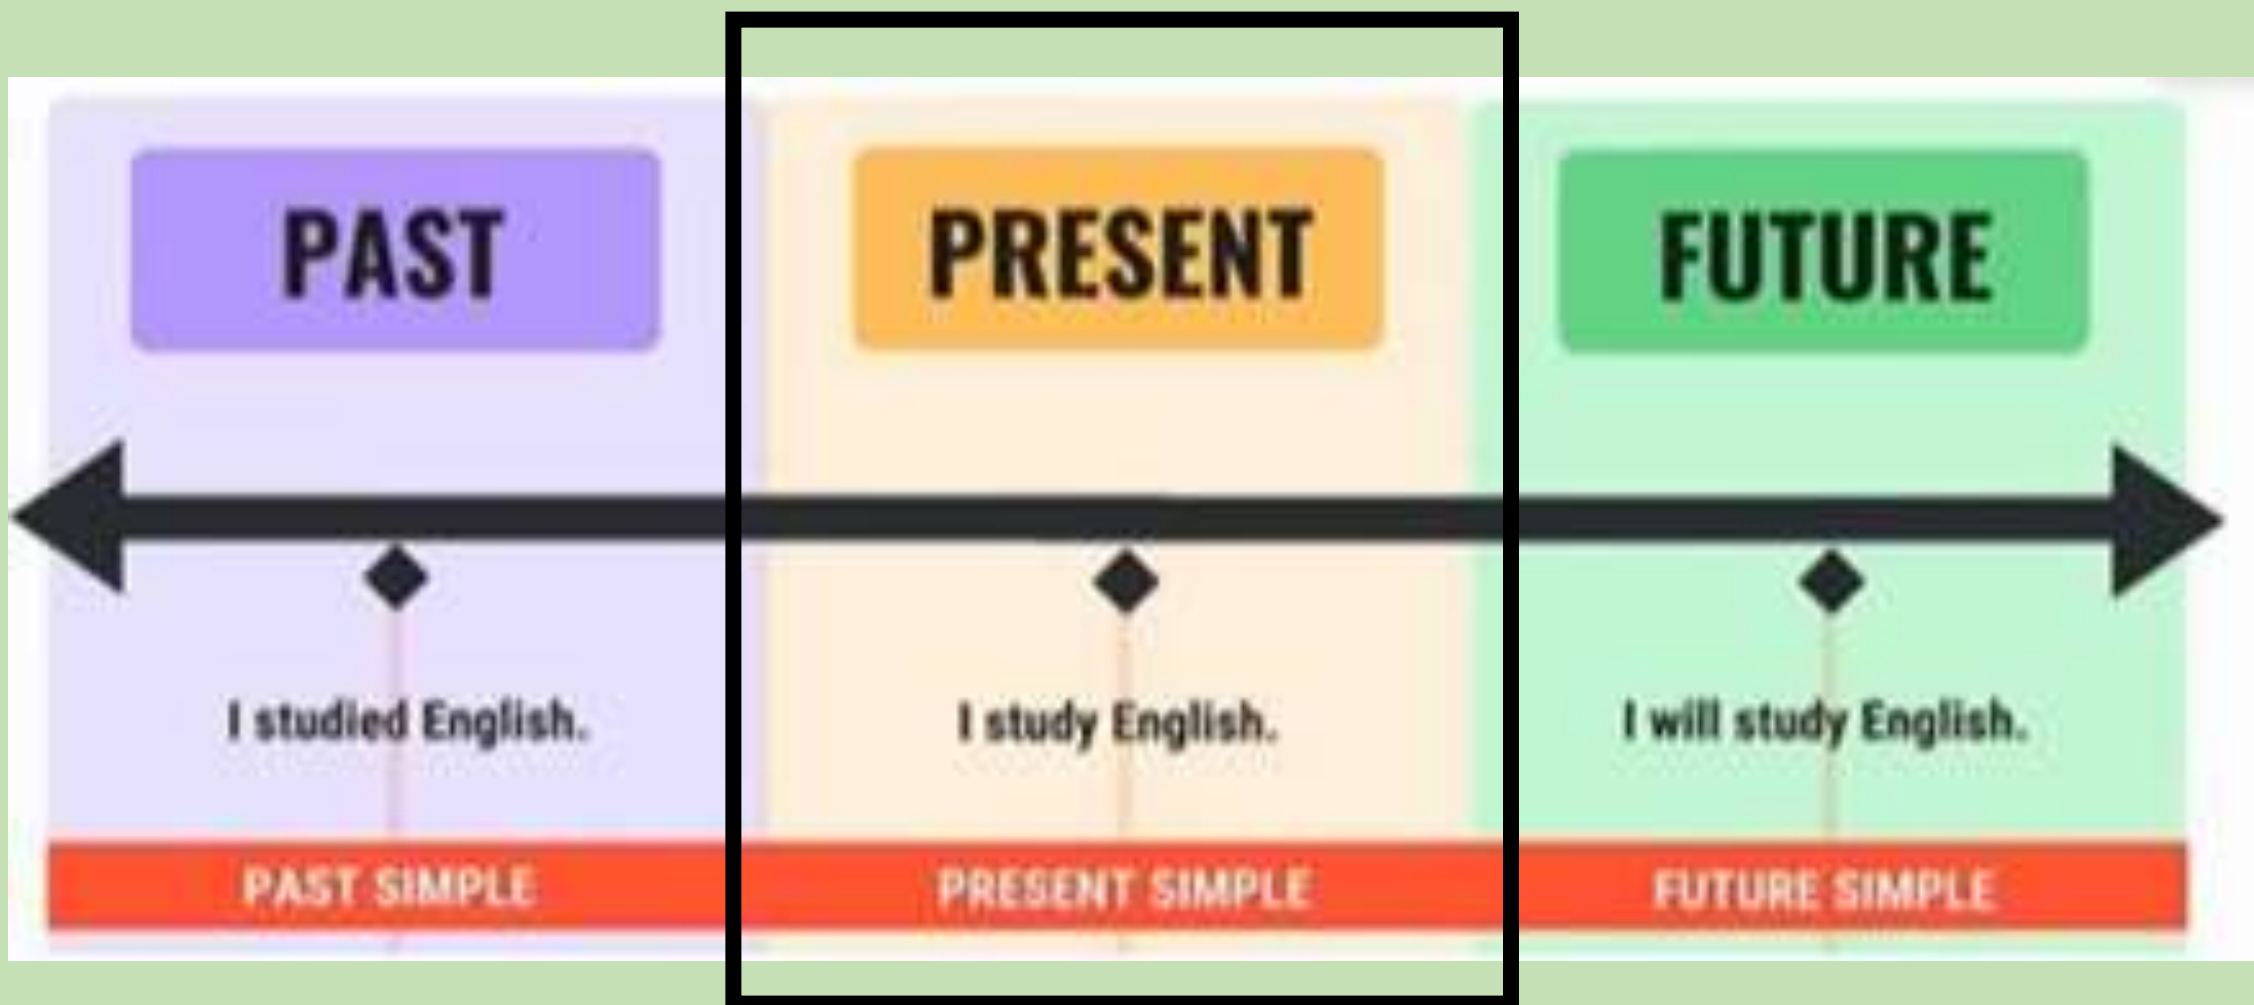 PAST
PRESENT
FUTURE
I studied English.
I study English.
I will study English.
PAST SIMPLE
PRESENT SIMPLE
FUTURE SIMPLE